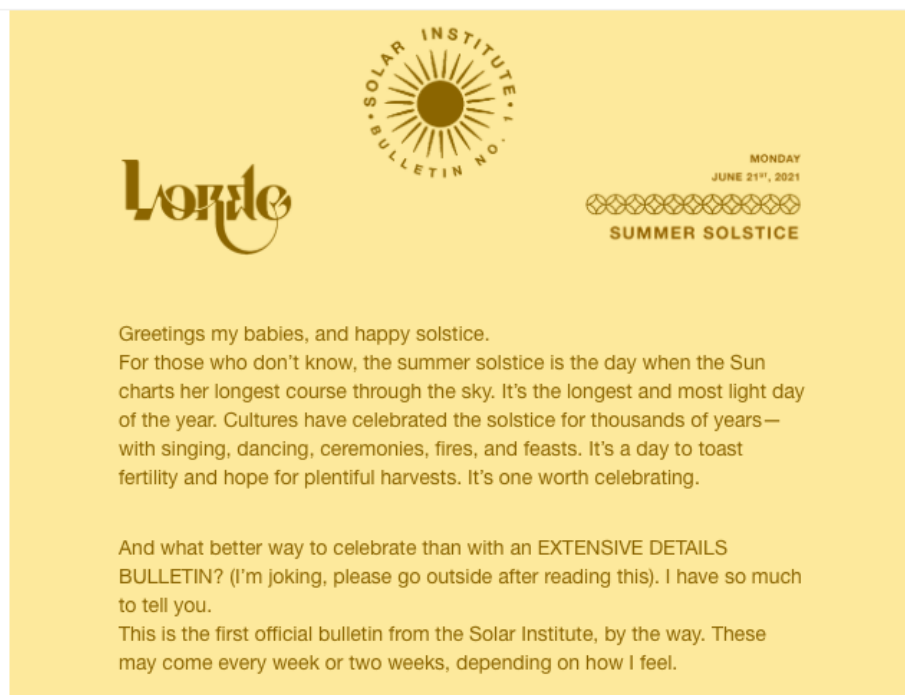 SOLAR INSTITUTE
• BULLETIN NO. 1 •
Lorde
MONDAY
JUNE 21ST, 2021
SUMMER SOLSTICE
Greetings my babies, and happy solstice.
For those who don’t know, the summer solstice is the day when the Sun
charts her longest course through the sky. It’s the longest and most light day
of the year. Cultures have celebrated the solstice for thousands of years—
with singing, dancing, ceremonies, fires, and feasts. It’s a day to toast
fertility and hope for plentiful harvests. It’s one worth celebrating.
And what better way to celebrate than with an EXTENSIVE DETAILS
BULLETIN? (I’m joking, please go outside after reading this). I have so much
to tell you.
This is the first official bulletin from the Solar Institute, by the way. These
may come every week or two weeks, depending on how I feel.